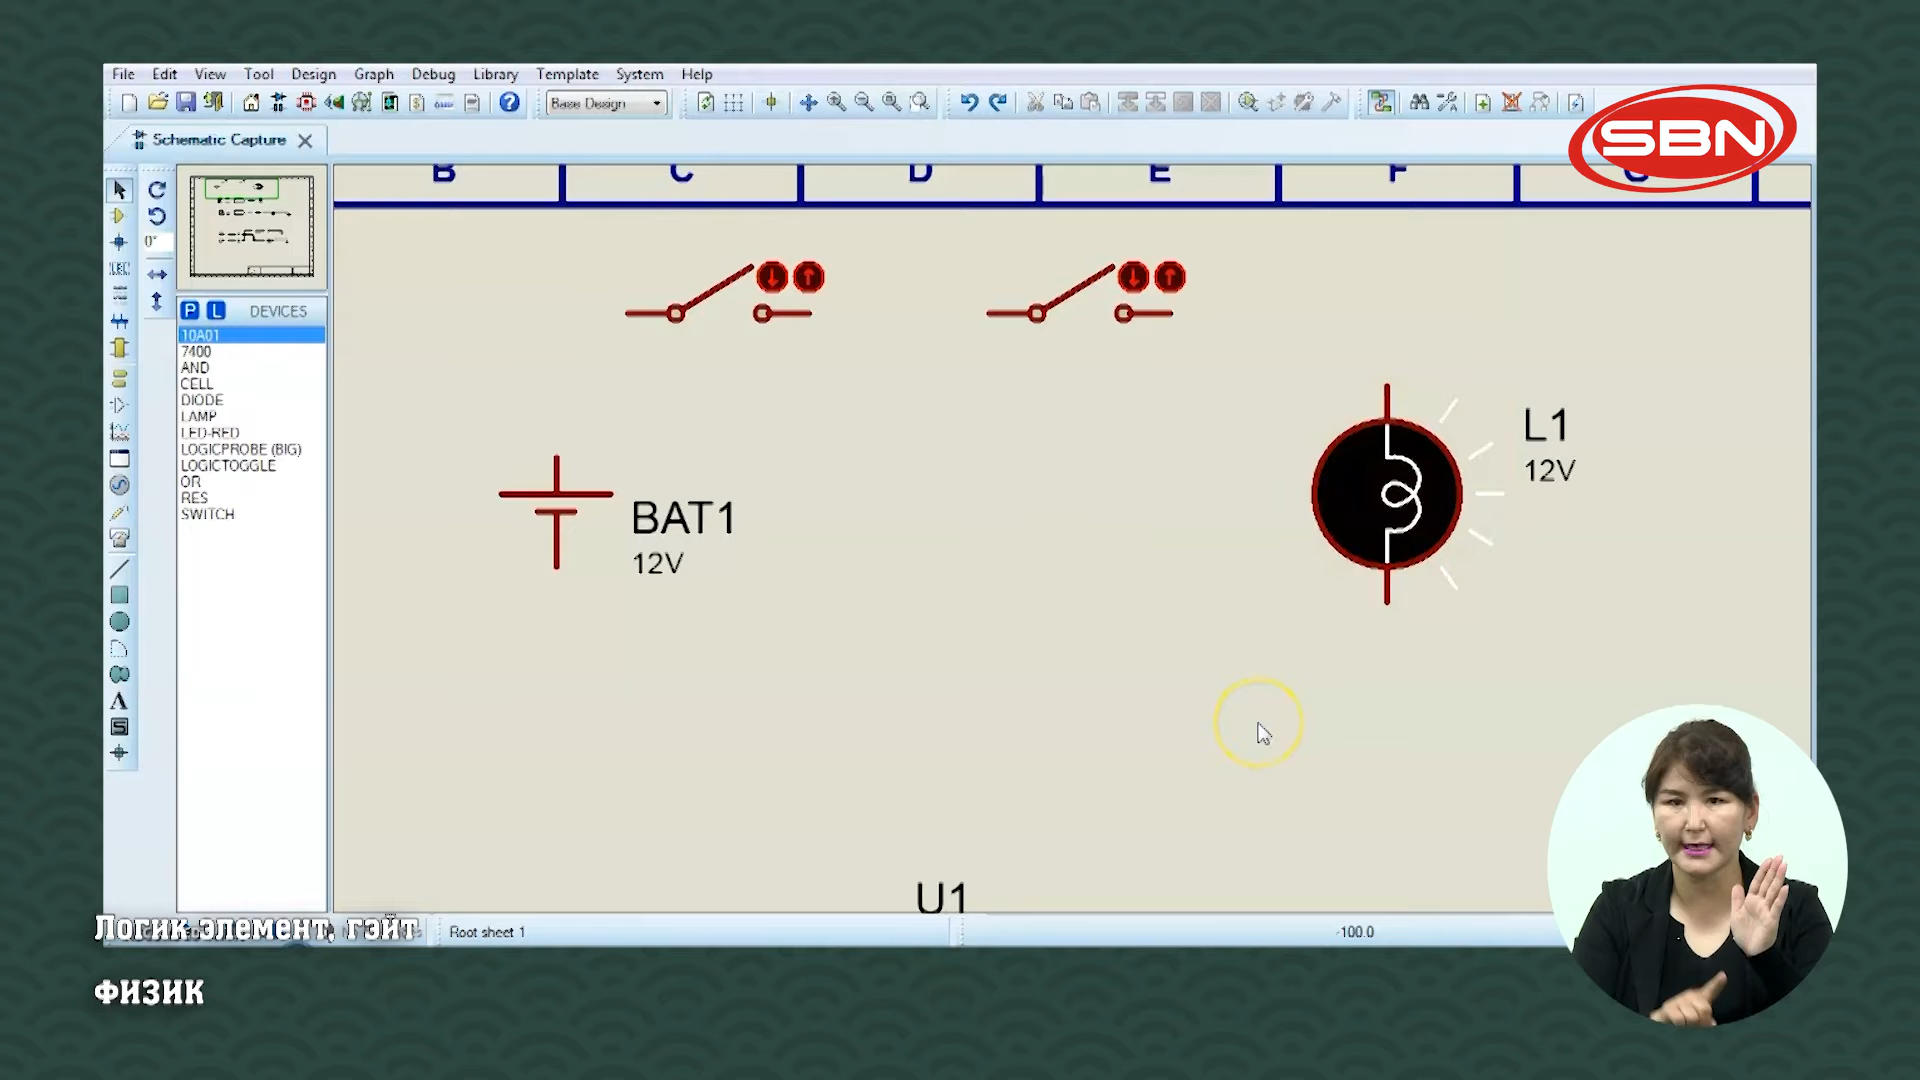 File Edit View Tool Design Graph Debug Library Template System Help
Base Design
SBN
Schematic Capture
B C D E F
0°
P L DEVICES
10A01
7400
AND
CELL
DIODE
LAMP
LED-RED
LOGICPROBE (BIG)
LOGICTOGGLE
OR
RES
SWITCH
L1
12V
BAT1
12V
U1
Root sheet 1
-100.0
Логик элемент, гэйт
ФИЗИК